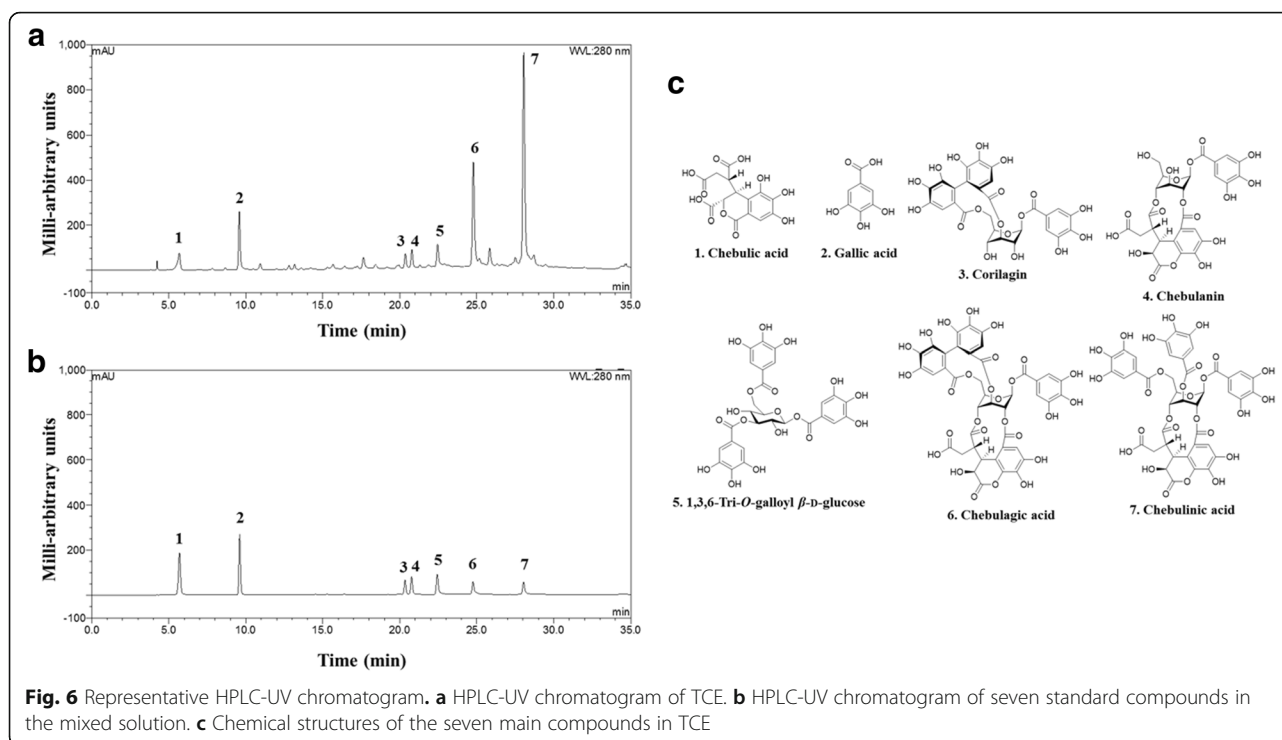 a
mAU
WVL:280 nm
1,000
800
600
400
200
-100
0.0 5.0 10.0 15.0 20.0 25.0 30.0 35.0
min
Milli-arbitrary units
Time (min)
1 2 3 4 5 6 7
b
mAU
WVL:280 nm
1,000
800
600
400
200
-100
0.0 5.0 10.0 15.0 20.0 25.0 30.0 35.0
min
Milli-arbitrary units
Time (min)
1 2 3 4 5 6 7
c
1. Chebulic acid
2. Gallic acid
3. Corilagin
4. Chebulanin
5. 1,3,6-Tri-O-galloyl β-D-glucose
6. Chebulagic acid
7. Chebulinic acid
Fig. 6 Representative HPLC-UV chromatogram. a HPLC-UV chromatogram of TCE. b HPLC-UV chromatogram of seven standard compounds in
the mixed solution. c Chemical structures of the seven main compounds in TCE